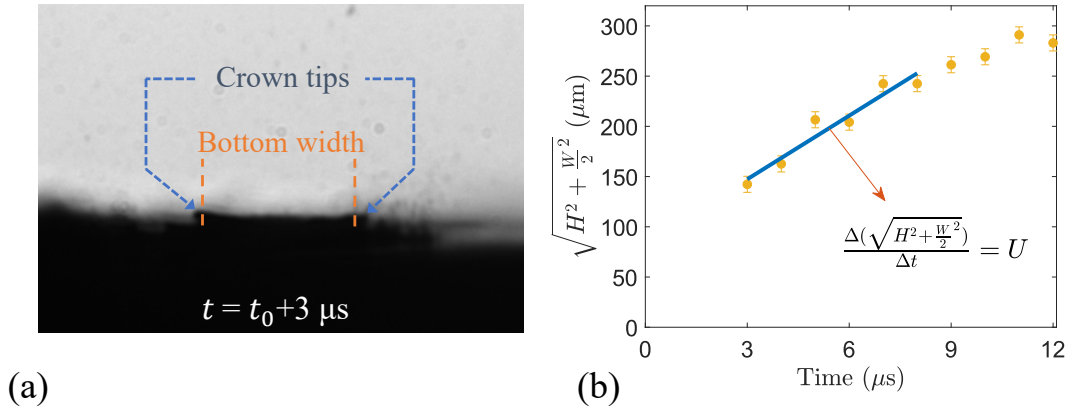 Crown tips
Bottom width
t = t₀+3 μs
(a)
300
250
200
150
100
50
0
√(H² + W/2 ²) (μm)
Δ(√(H² + W/2 ²))/Δt = U
0
3
6
9
12
Time (μs)
(b)